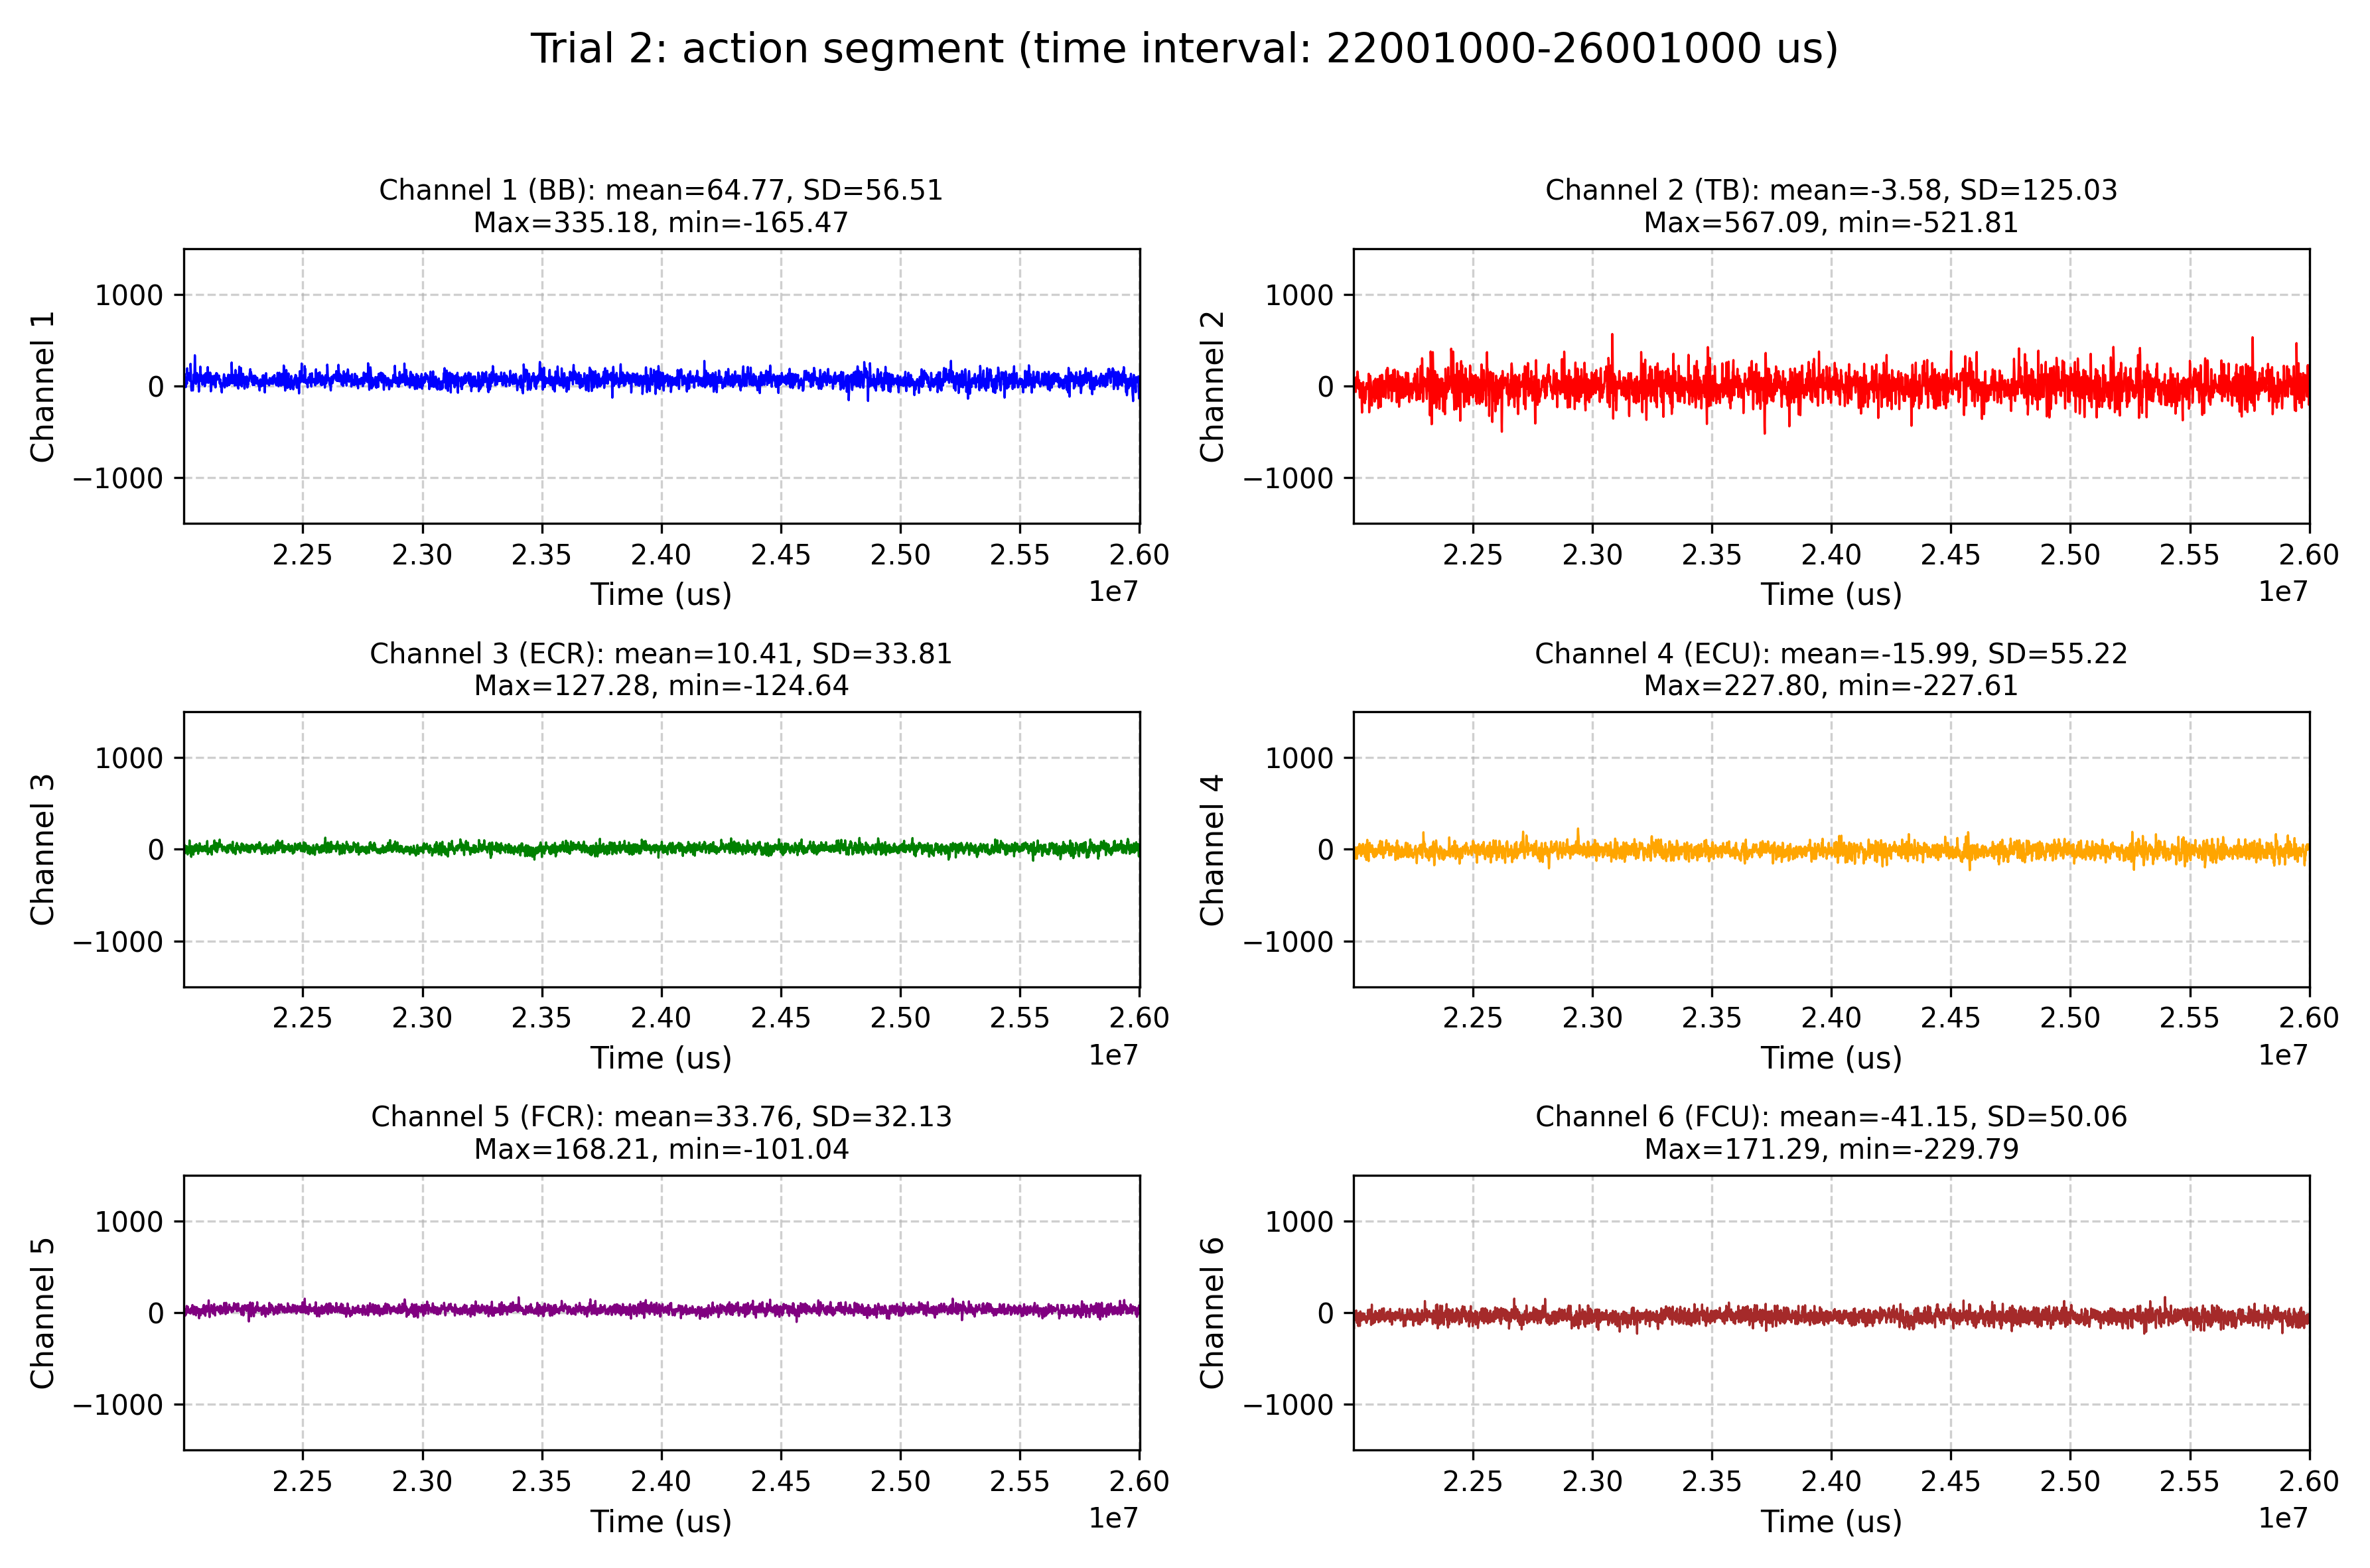 Trial 2: action segment (time interval: 22001000-26001000 us)
Channel 1 (BB): mean=64.77, SD=56.51
Max=335.18, min=-165.47
Channel 1
1000
0
−1000
2.25 2.30 2.35 2.40 2.45 2.50 2.55 2.60
1e7
Time (us)
Channel 2 (TB): mean=-3.58, SD=125.03
Max=567.09, min=-521.81
Channel 2
1000
0
−1000
2.25 2.30 2.35 2.40 2.45 2.50 2.55 2.60
1e7
Time (us)
Channel 3 (ECR): mean=10.41, SD=33.81
Max=127.28, min=-124.64
Channel 3
1000
0
−1000
2.25 2.30 2.35 2.40 2.45 2.50 2.55 2.60
1e7
Time (us)
Channel 4 (ECU): mean=-15.99, SD=55.22
Max=227.80, min=-227.61
Channel 4
1000
0
−1000
2.25 2.30 2.35 2.40 2.45 2.50 2.55 2.60
1e7
Time (us)
Channel 5 (FCR): mean=33.76, SD=32.13
Max=168.21, min=-101.04
Channel 5
1000
0
−1000
2.25 2.30 2.35 2.40 2.45 2.50 2.55 2.60
1e7
Time (us)
Channel 6 (FCU): mean=-41.15, SD=50.06
Max=171.29, min=-229.79
Channel 6
1000
0
−1000
2.25 2.30 2.35 2.40 2.45 2.50 2.55 2.60
1e7
Time (us)